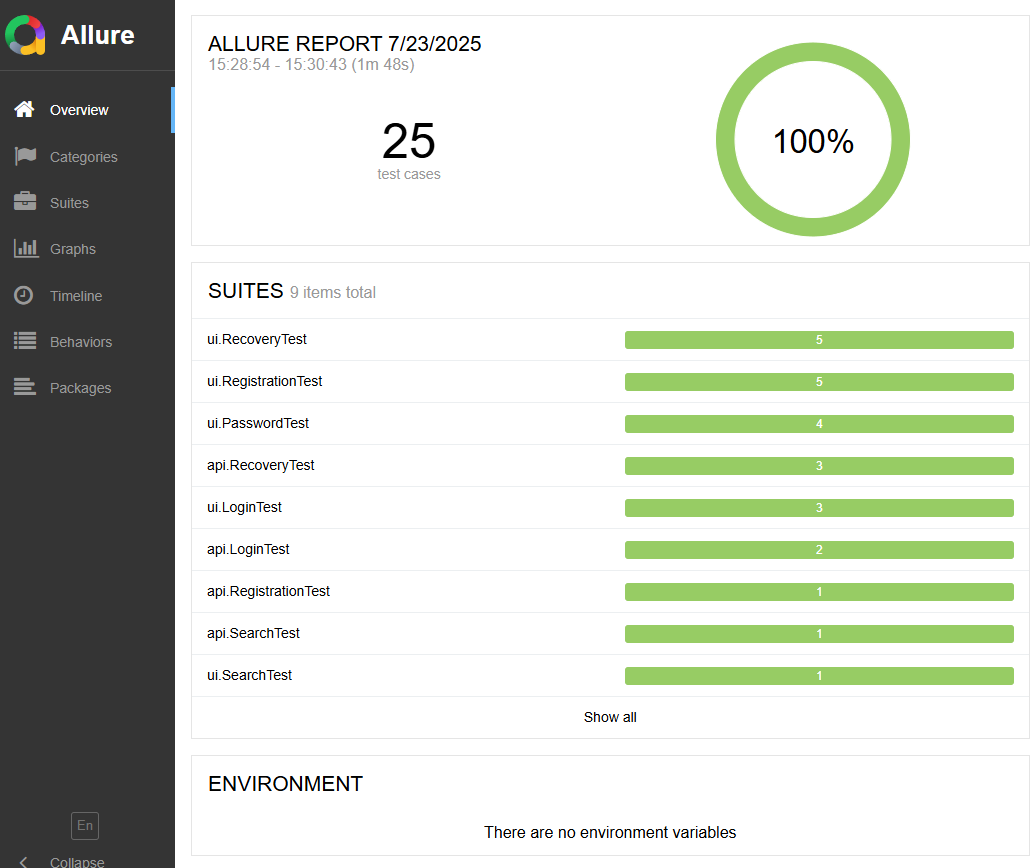 Allure
Overview
Categories
Suites
Graphs
Timeline
Behaviors
Packages
En
Collapse
ALLURE REPORT 7/23/2025
15:28:54 - 15:30:43 (1m 48s)
25
test cases
100%
SUITES 9 items total
ui.RecoveryTest 5
ui.RegistrationTest 5
ui.PasswordTest 4
api.RecoveryTest 3
ui.LoginTest 3
api.LoginTest 2
api.RegistrationTest 1
api.SearchTest 1
ui.SearchTest 1
Show all
ENVIRONMENT
There are no environment variables